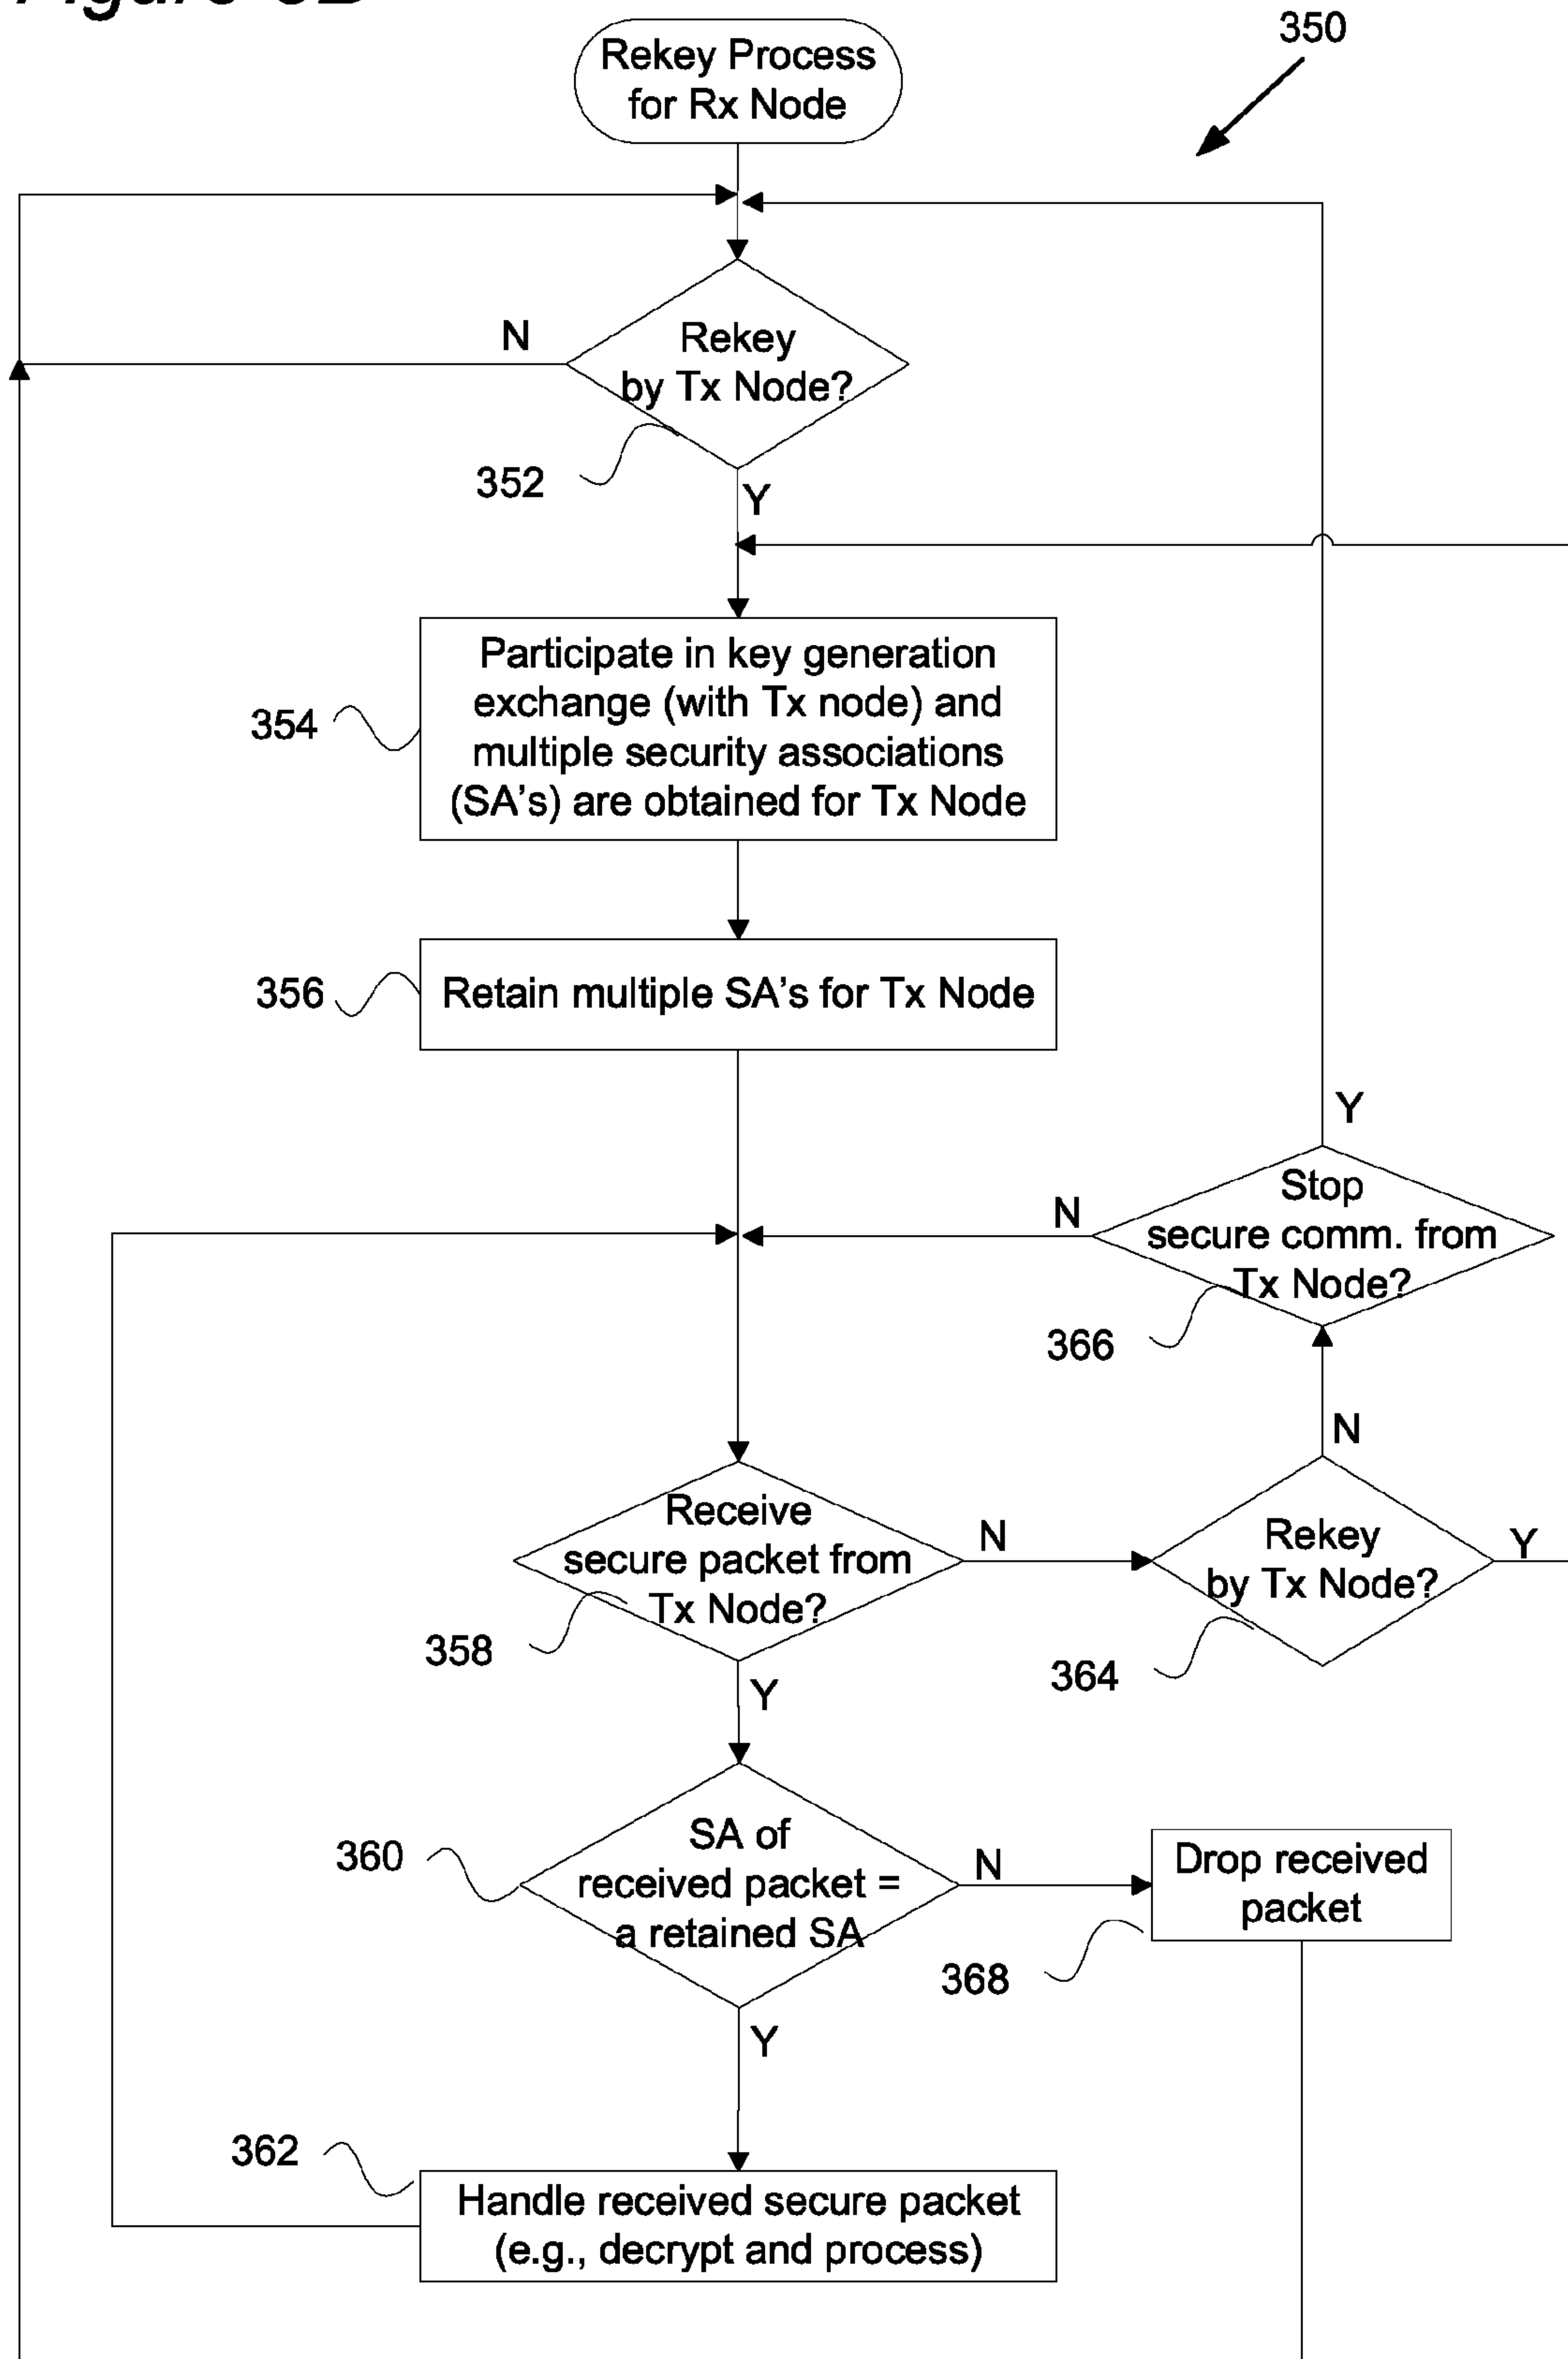 350
Rekey Process
for Rx Node
N
Rekey
by Tx Node?
352
Y
Participate in key generation
exchange (with Tx node) and
multiple security associations
(SA's) are obtained for Tx Node
354
356
Retain multiple SA's for Tx Node
Y
Stop
secure comm. from
Tx Node?
N
366
N
Receive
secure packet from
Tx Node?
N
Rekey
by Tx Node?
Y
358
364
Y
360
SA of
received packet =
a retained SA
N
Drop received
packet
368
Y
362
Handle received secure packet
(e.g., decrypt and process)